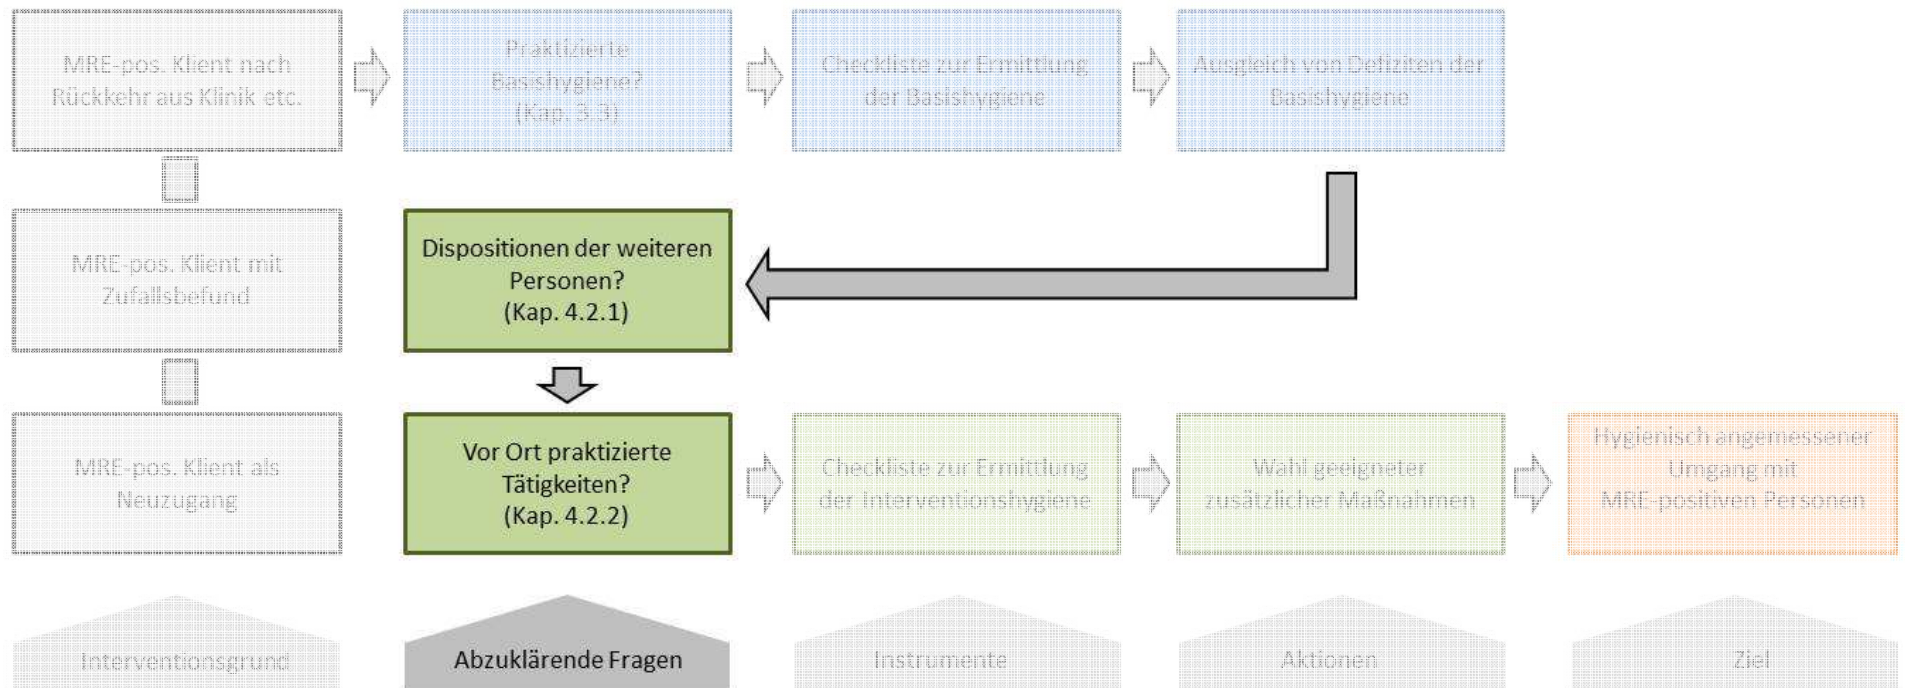 MRE-pos. Klient nach
Rückkehr aus Klinik etc.
Praktizierte
Basishygiene?
(Kap. 3.3)
Checkliste zur Ermittlung
der Basishygiene
Ausgleich von Defiziten der
Basishygiene
MRE-pos. Klient mit
Zufallsbefund
Dispositionen der weiteren
Personen?
(Kap. 4.2.1)
MRE-pos. Klient als
Neuzugang
Vor Ort praktizierte
Tätigkeiten?
(Kap. 4.2.2)
Checkliste zur Ermittlung
der Interventionshygiene
Wahl geeigneter
zusätzlicher Maßnahmen
Hygienisch angemessener
Umgang mit
MRE-positiven Personen
Interventionsgrund
Abzuklärende Fragen
Instrumente
Aktionen
Ziel